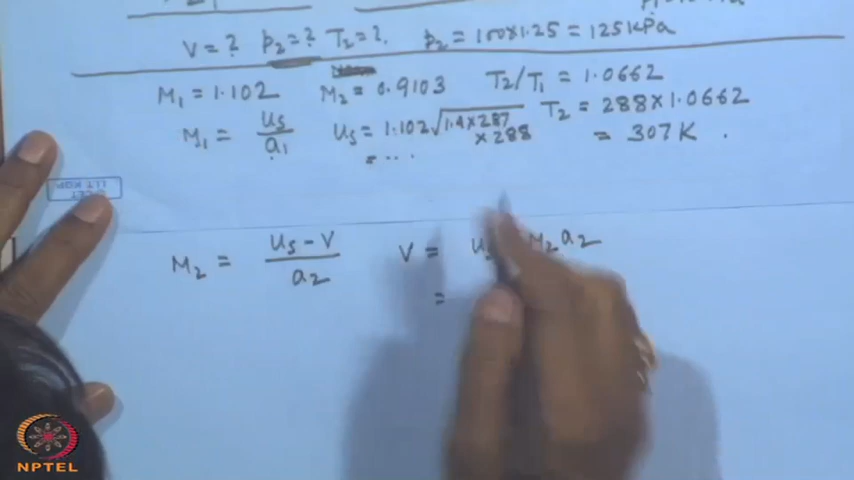 V = ? p₂ = ? T₂ = ? p₂ = 100×1.25 = 125 kPa
M₁ = 1.102 M₂ = 0.9103 T₂/T₁ = 1.0662
M₁ = us/a₁ us = 1.102 √1.4×287×288 T₂ = 288×1.0662
= ... = 307 K.
M₂ = us - V / a₂ V = M₂ a₂
=
NPTEL